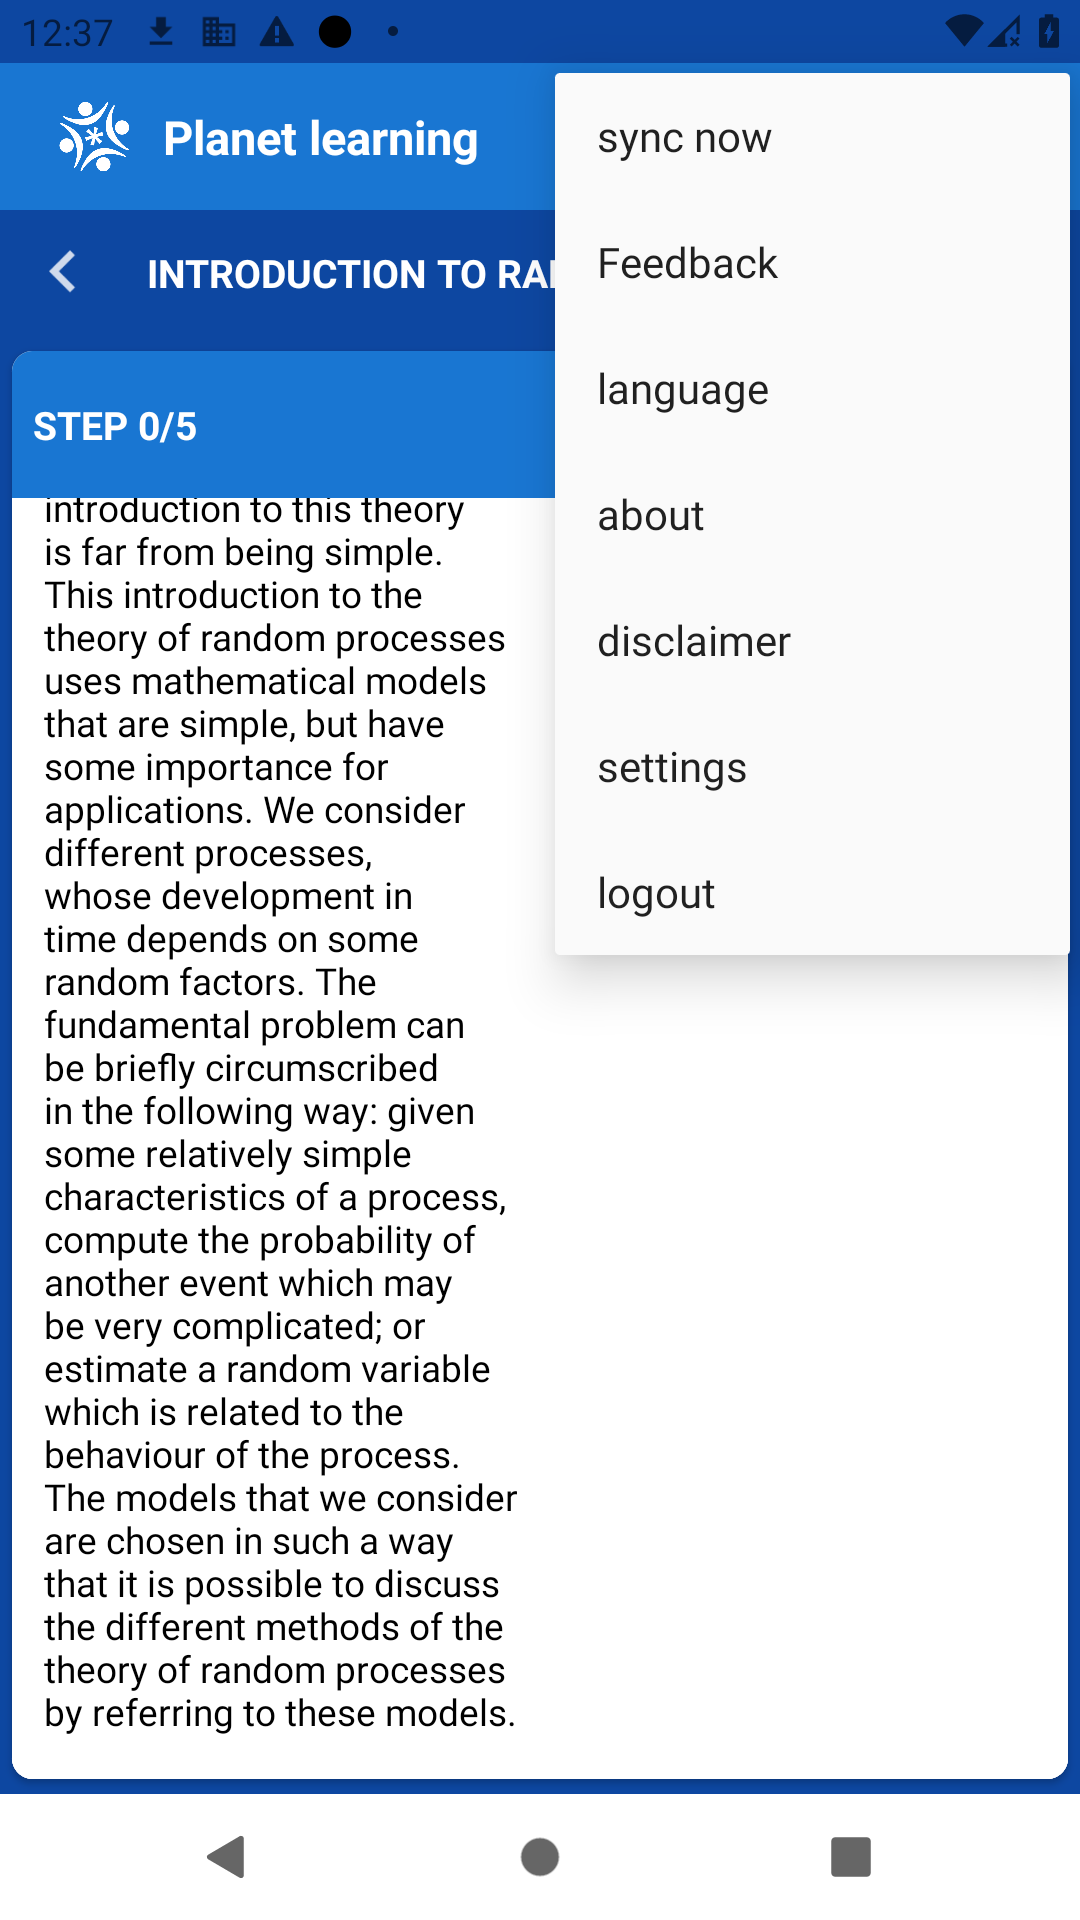 12:37
Planet learning
INTRODUCTION TO
STEP 0/5
sync now
Feedback
language
about
disclaimer
settings
logout
introduction to this theory
is far from being simple.
This introduction to the
theory of random processes
uses mathematical models
that are simple, but have
some importance for
applications. We consider
different processes,
whose development in
time depends on some
random factors. The
fundamental problem can
be briefly circumscribed
in the following way: given
some relatively simple
characteristics of a process,
compute the probability of
another event which may
be very complicated; or
estimate a random variable
which is related to the
behaviour of the process.
The models that we consider
are chosen in such a way
that it is possible to discuss
the different methods of the
theory of random processes
by referring to these models.